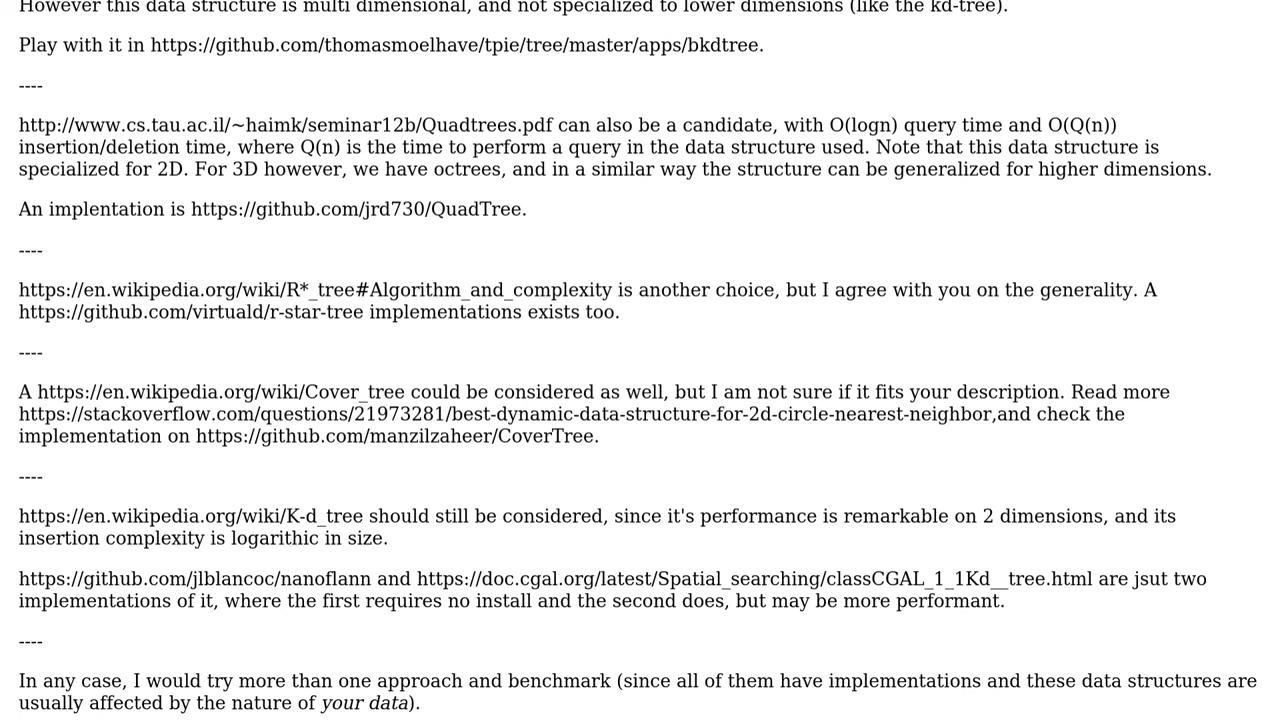 However this data structure is multi dimensional, and not specialized to lower dimensions (like the kd-tree).
Play with it in https://github.com/thomasmoelhave/tpie/tree/master/apps/bkdtree.
----
http://www.cs.tau.ac.il/~haimk/seminar12b/Quadtrees.pdf can also be a candidate, with O(logn) query time and O(Q(n))
insertion/deletion time, where Q(n) is the time to perform a query in the data structure used. Note that this data structure is
specialized for 2D. For 3D however, we have octrees, and in a similar way the structure can be generalized for higher dimensions.
An implentation is https://github.com/jrd730/QuadTree.
----
https://en.wikipedia.org/wiki/R*_tree#Algorithm_and_complexity is another choice, but I agree with you on the generality. A
https://github.com/virtuald/r-star-tree implementations exists too.
----
A https://en.wikipedia.org/wiki/Cover_tree could be considered as well, but I am not sure if it fits your description. Read more
https://stackoverflow.com/questions/21973281/best-dynamic-data-structure-for-2d-circle-nearest-neighbor,and check the
implementation on https://github.com/manzilzaheer/CoverTree.
----
https://en.wikipedia.org/wiki/K-d_tree should still be considered, since it's performance is remarkable on 2 dimensions, and its
insertion complexity is logarithic in size.
https://github.com/jlblancoc/nanoflann and https://doc.cgal.org/latest/Spatial_searching/classCGAL_1_1Kd__tree.html are jsut two
implementations of it, where the first requires no install and the second does, but may be more performant.
----
In any case, I would try more than one approach and benchmark (since all of them have implementations and these data structures are
usually affected by the nature of your data).